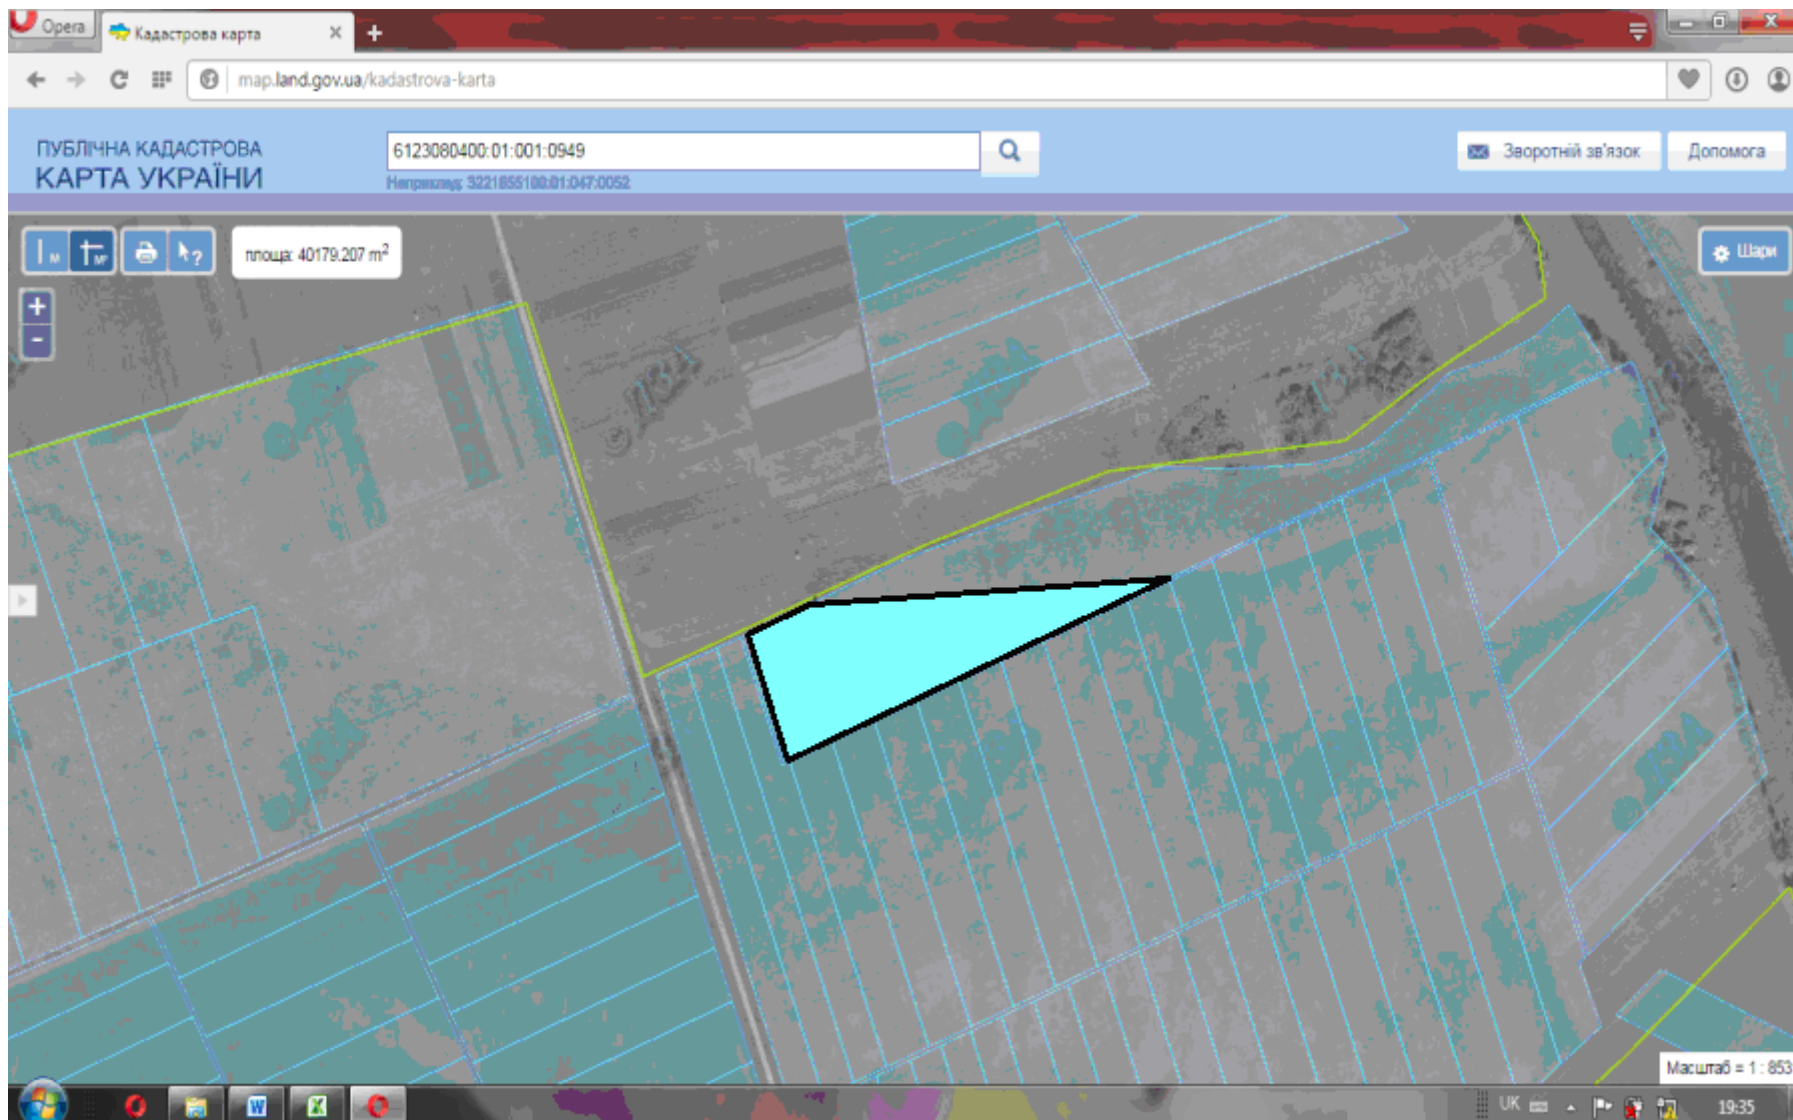 Opera
Кадастрова карта
map.land.gov.ua/kadastrova-karta
ПУБЛІЧНА КАДАСТРОВА
КАРТА УКРАЇНИ
6123080400:01:001:0949
Наприклад: 3221855100:01:047:0052
Зворотній зв'язок
Допомога
м
м²
площа: 40179.207 m²
Шари
Масштаб = 1 : 853
UK
19:35